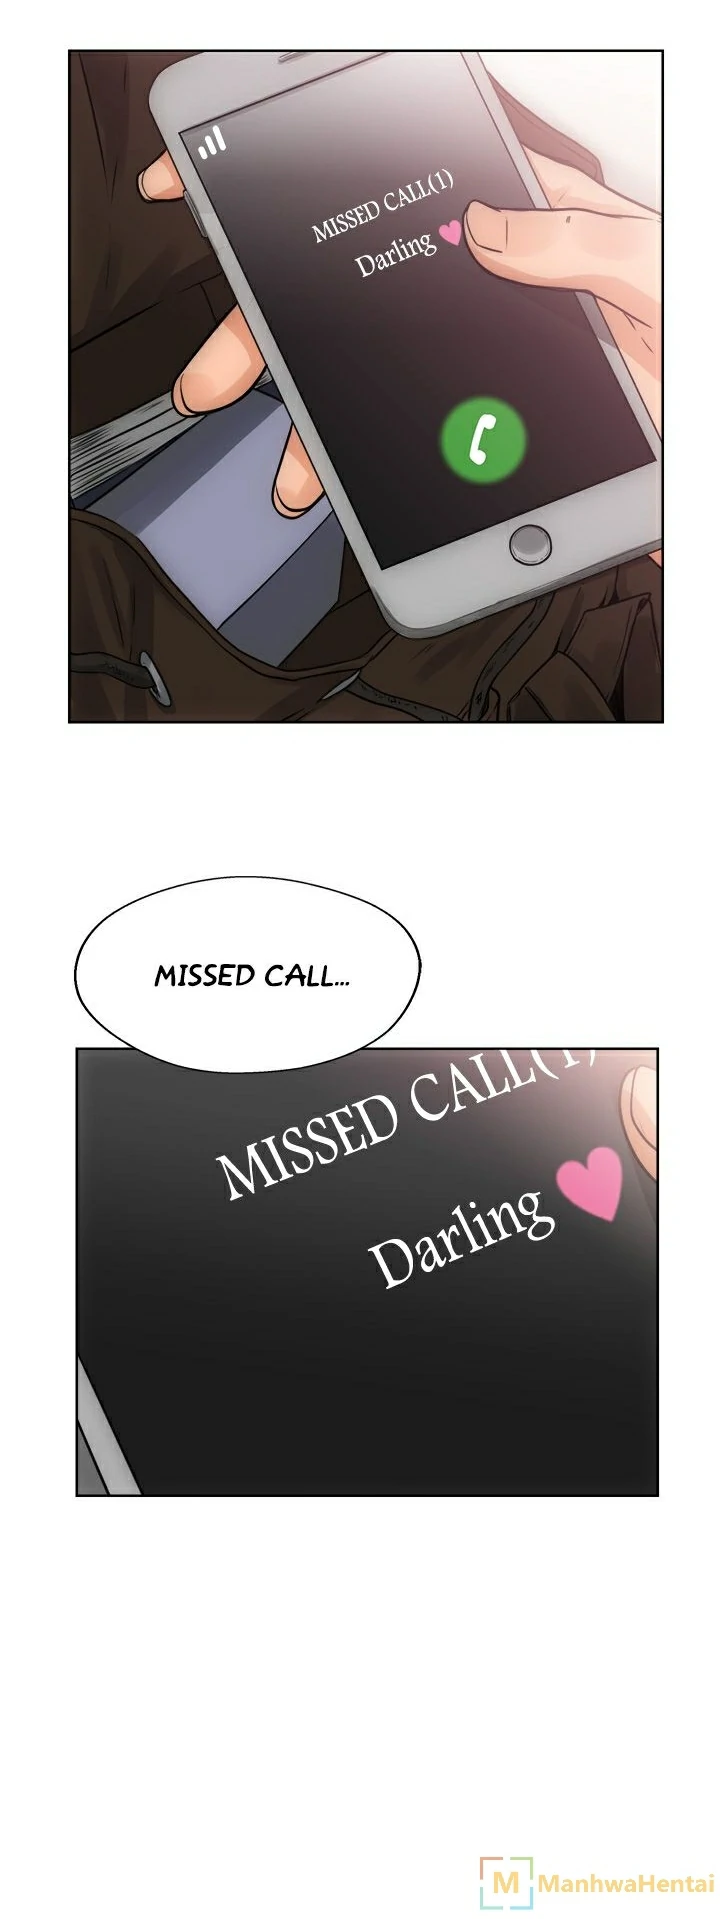 MISSED CALL(1)
Darling
MISSED CALL...
MISSED CALL(1)
Darling
M ManhwaHentai